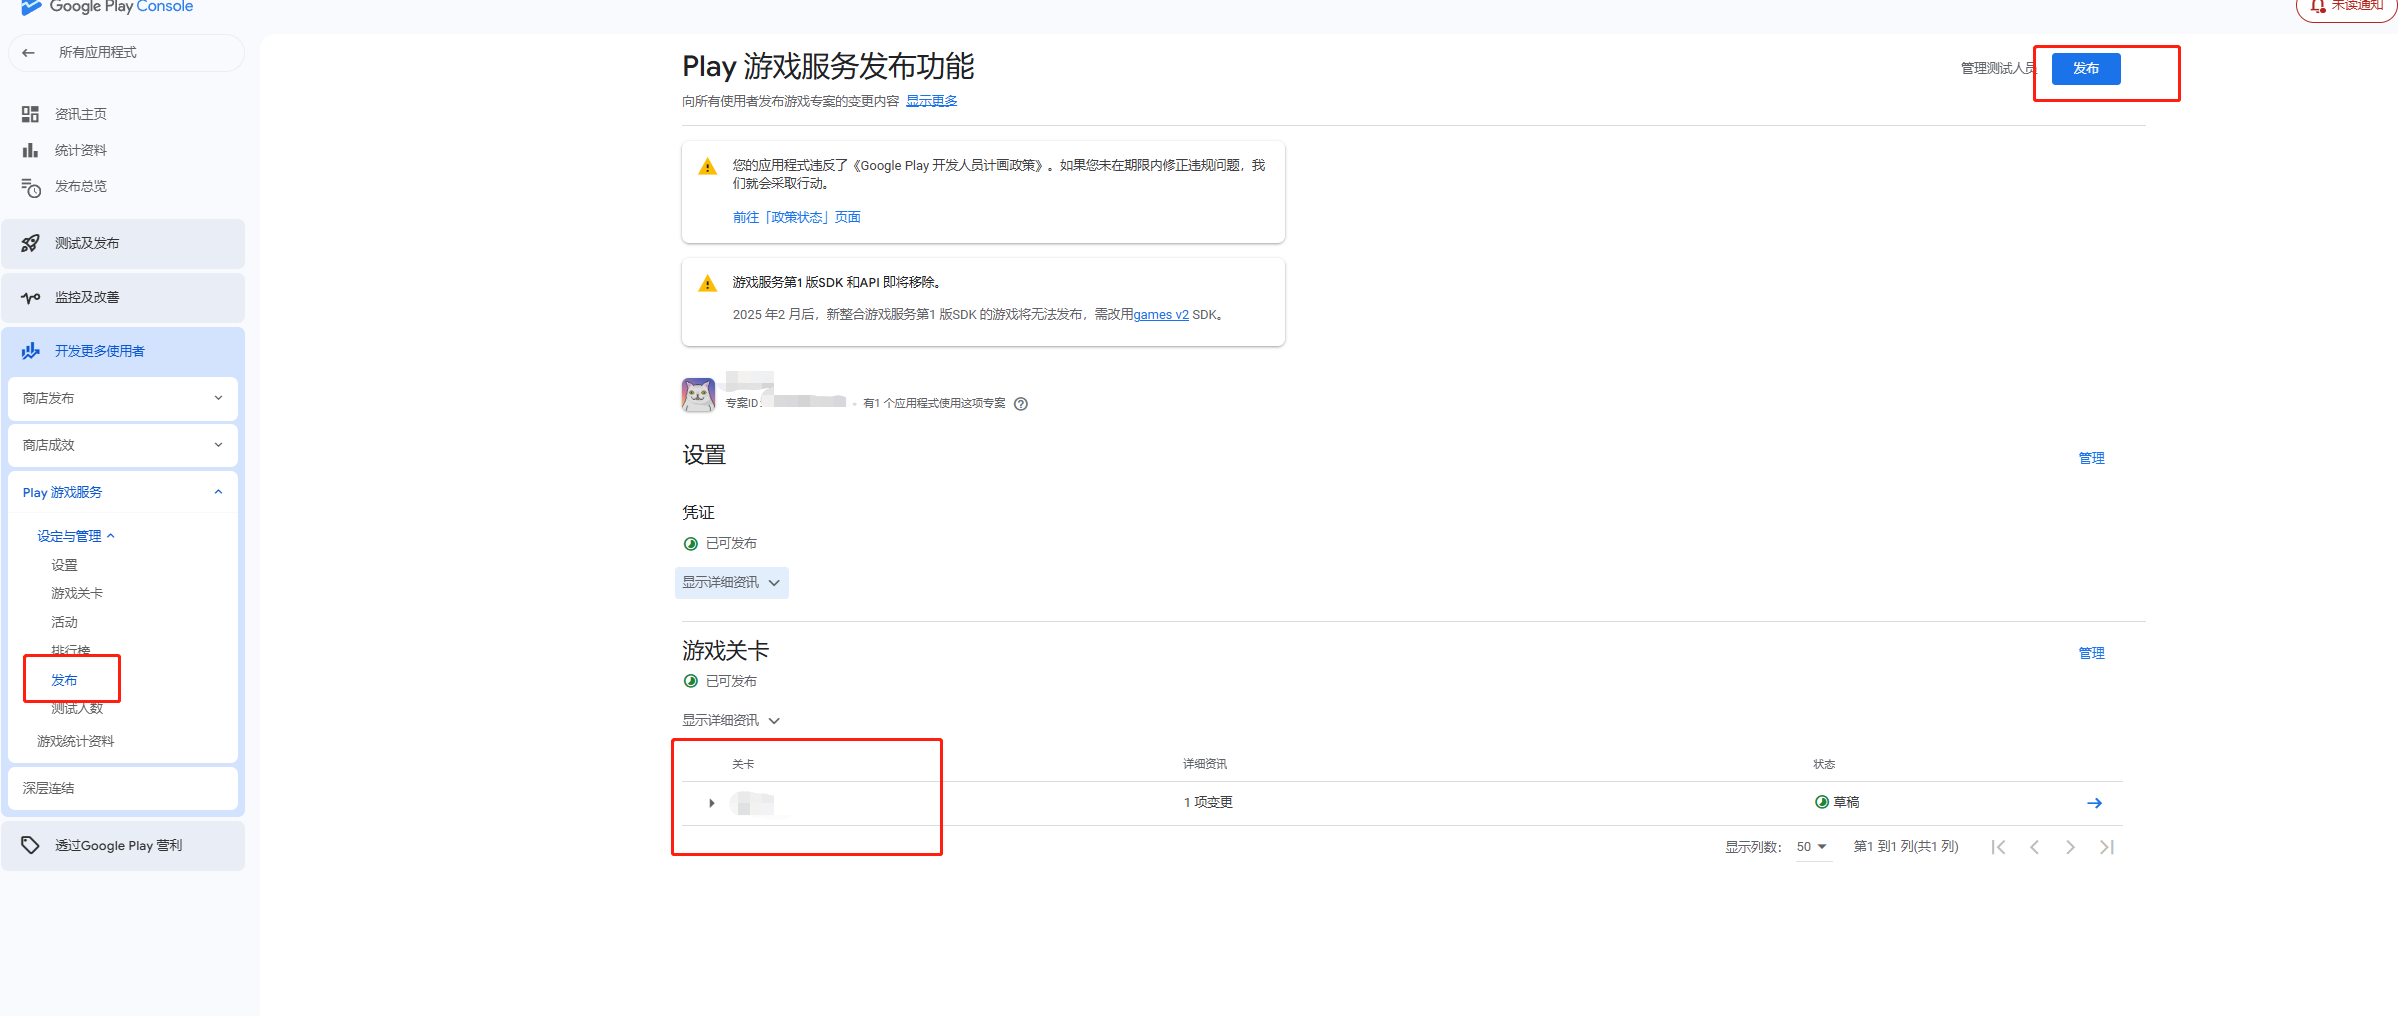 Google Play Console
未读通知
所有应用程式
资讯主页
统计资料
发布总览
测试及发布
监控及改善
开发更多使用者
商店发布
商店成效
Play 游戏服务
设定与管理
设置
游戏关卡
活动
排行榜
发布
测试人数
游戏统计资料
深层连结
透过Google Play 营利
Play 游戏服务发布功能
管理测试人员
发布
向所有使用者发布游戏专案的变更内容 显示更多
您的应用程式违反了《Google Play 开发人员计画政策》。如果您未在期限内修正违规问题，我
们就会采取行动。
前往「政策状态」页面
游戏服务第1 版SDK 和API 即将移除。
2025 年2 月后，新整合游戏服务第1 版SDK 的游戏将无法发布，需改用games v2 SDK。
专案ID: · 有1 个应用程式使用这项专案
设置
管理
凭证
已可发布
显示详细资讯
游戏关卡
管理
已可发布
显示详细资讯
关卡 详细资讯 状态
1 项变更 草稿
显示列数： 50 第1 到1 列(共1 列)